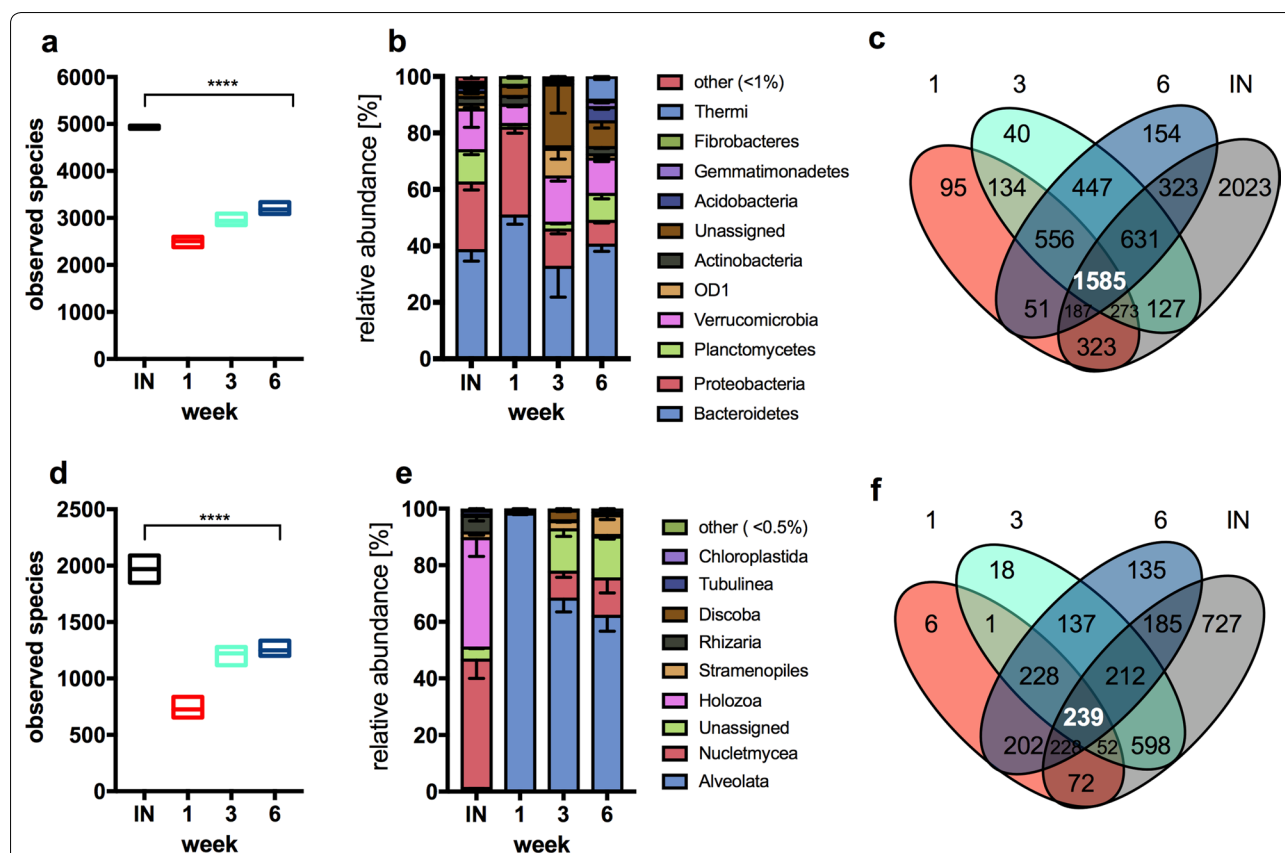 a
b
c
6000
5000
4000
3000
2000
1000
0
observed species
****
IN 1 3 6
week
100
80
60
40
20
0
relative abundance [%]
IN 1 3 6
week
other (<1%)
Thermi
Fibrobacteres
Gemmatimonadetes
Acidobacteria
Unassigned
Actinobacteria
OD1
Verrucomicrobia
Planctomycetes
Proteobacteria
Bacteroidetes
1 3 6 IN
40 154
95 134 447 323 2023
556 631
1585
51 187 273 127
323
d
e
f
2500
2000
1500
1000
500
0
observed species
****
IN 1 3 6
week
100
80
60
40
20
0
relative abundance [%]
IN 1 3 6
week
other ( <0.5%)
Chloroplastida
Tubulinea
Discoba
Rhizaria
Stramenopiles
Holozoa
Unassigned
Nucletmycea
Alveolata
1 3 6 IN
18 135
6 1 137 185 727
228 212
239
202 228 52 598
72